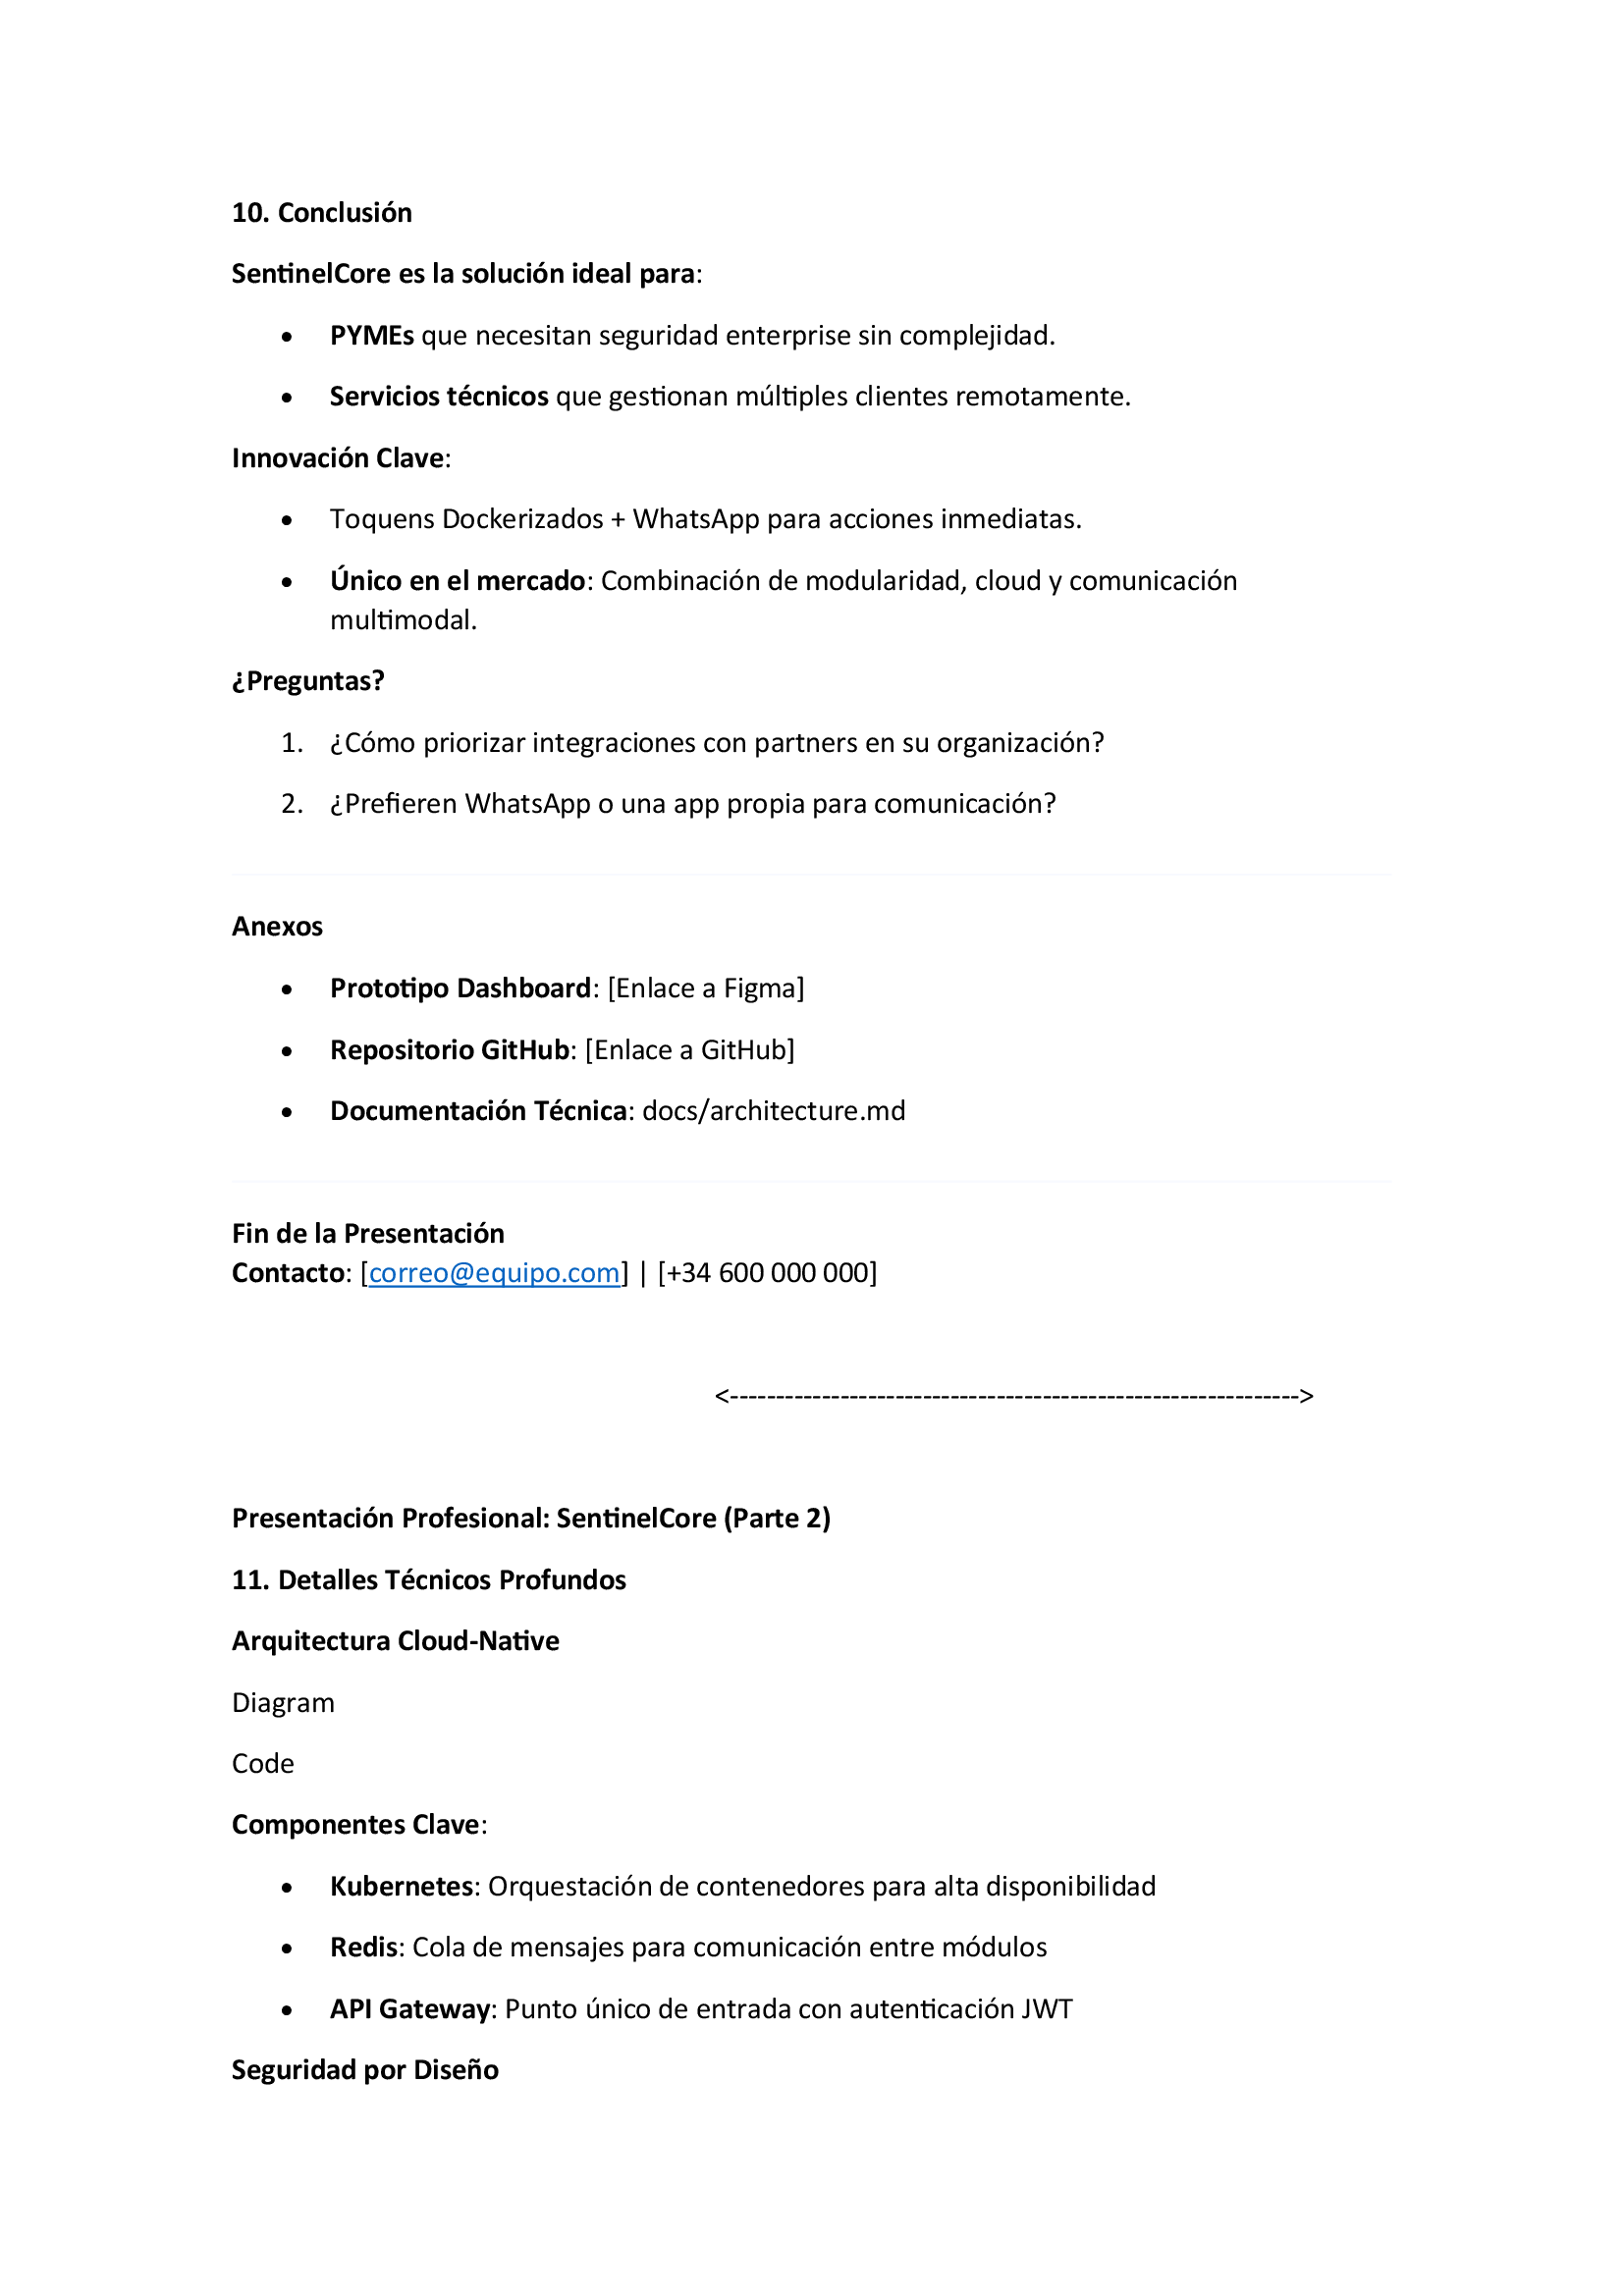 10. Conclusión
SentinelCore es la solución ideal para:
• PYMEs que necesitan seguridad enterprise sin complejidad.
• Servicios técnicos que gestionan múltiples clientes remotamente.
Innovación Clave:
• Toquens Dockerizados + WhatsApp para acciones inmediatas.
• Único en el mercado: Combinación de modularidad, cloud y comunicación
multimodal.
¿Preguntas?
1. ¿Cómo priorizar integraciones con partners en su organización?
2. ¿Prefieren WhatsApp o una app propia para comunicación?
Anexos
• Prototipo Dashboard: [Enlace a Figma]
• Repositorio GitHub: [Enlace a GitHub]
• Documentación Técnica: docs/architecture.md
Fin de la Presentación
Contacto: [correo@equipo.com] | [+34 600 000 000]
<-------------------------------------------------------------->
Presentación Profesional: SentinelCore (Parte 2)
11. Detalles Técnicos Profundos
Arquitectura Cloud-Native
Diagram
Code
Componentes Clave:
• Kubernetes: Orquestación de contenedores para alta disponibilidad
• Redis: Cola de mensajes para comunicación entre módulos
• API Gateway: Punto único de entrada con autenticación JWT
Seguridad por Diseño